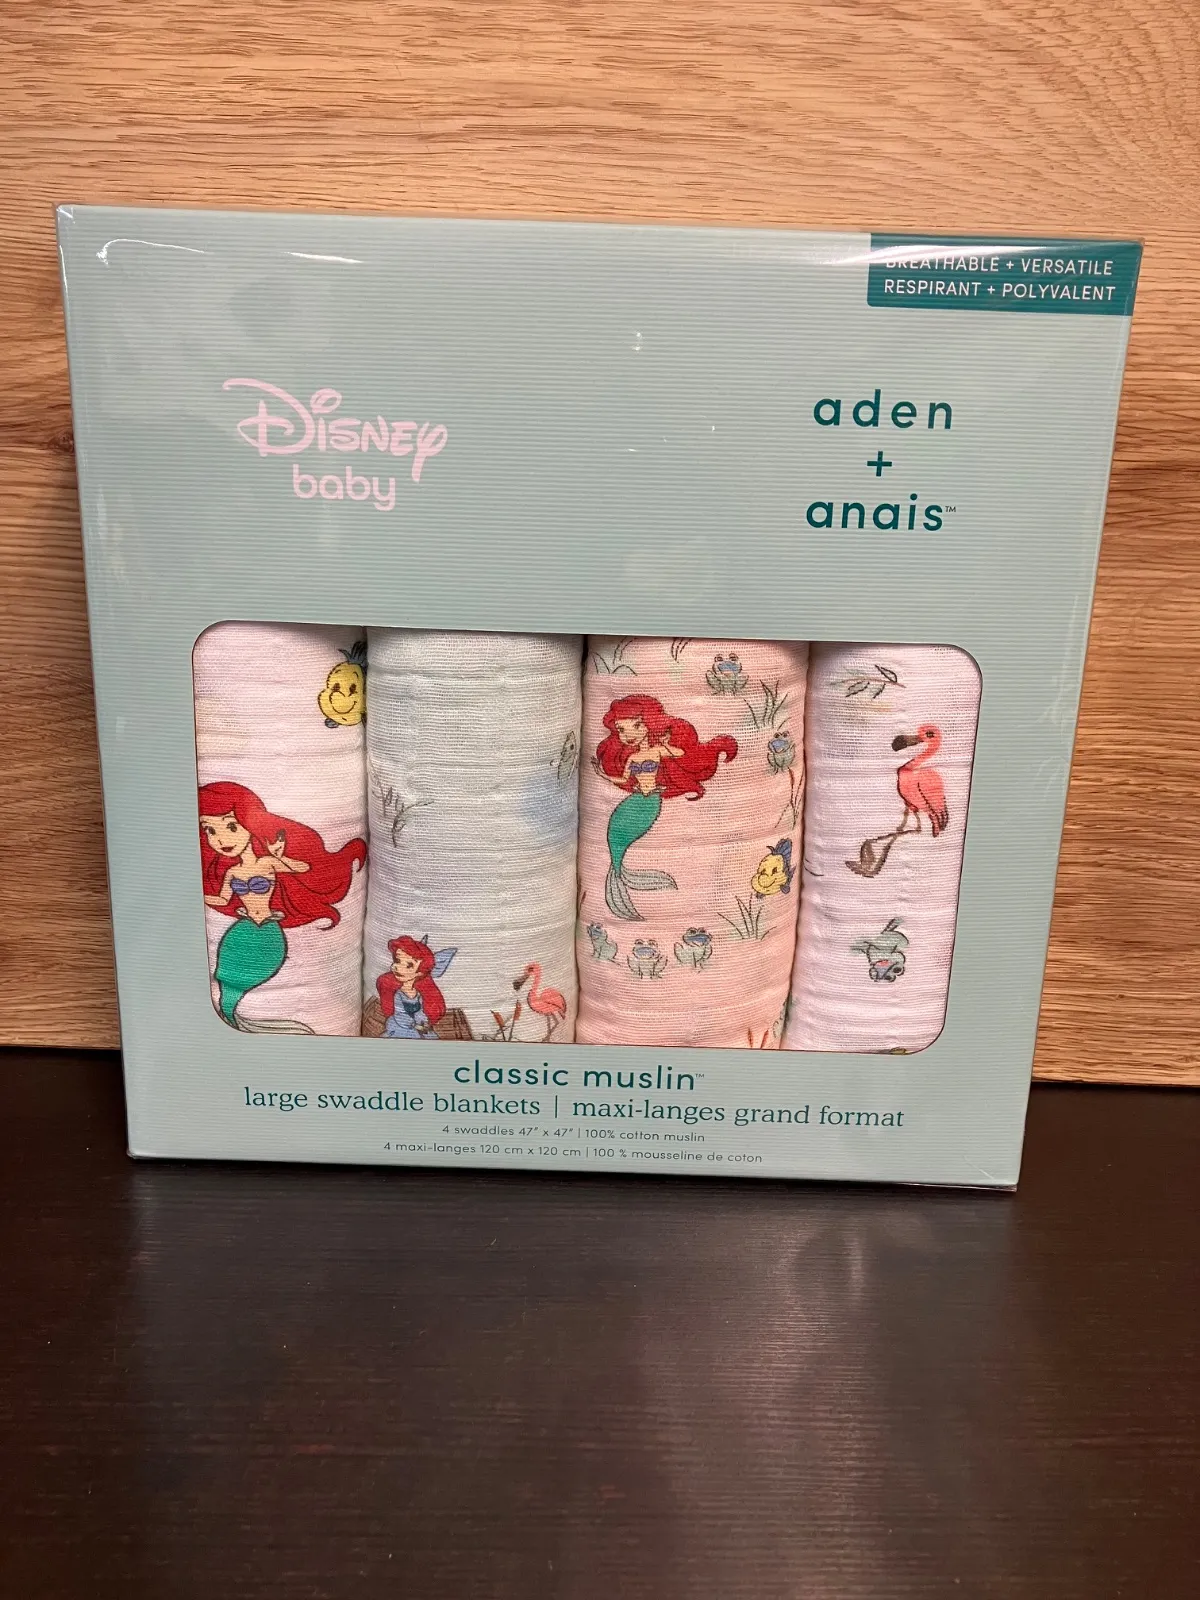 BREATHABLE + VERSATILE
RESPIRANT + POLYVALENT
Disney
baby
aden
+
anais™
classic muslin™
large swaddle blankets | maxi-langes grand format
4 swaddles 47" x 47" | 100% cotton muslin
4 maxi-langes 120 cm x 120 cm | 100 % mousseline de coton